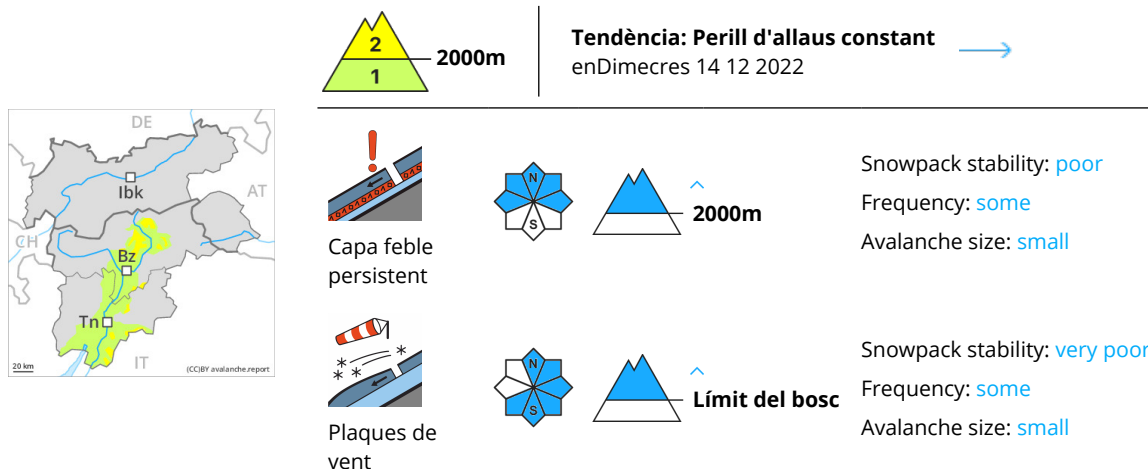 2
1
2000m
Tendència: Perill d'allaus constant
enDimecres 14 12 2022
DE
Ibk
AT
CH
Bz
Tn
IT
20 km
(CC)BY avalanche.report
Capa feble
persistent
N
S
2000m
Snowpack stability: poor
Frequency: some
Avalanche size: small
Plaques de
vent
N
S
Límit del bosc
Snowpack stability: very poor
Frequency: some
Avalanche size: small